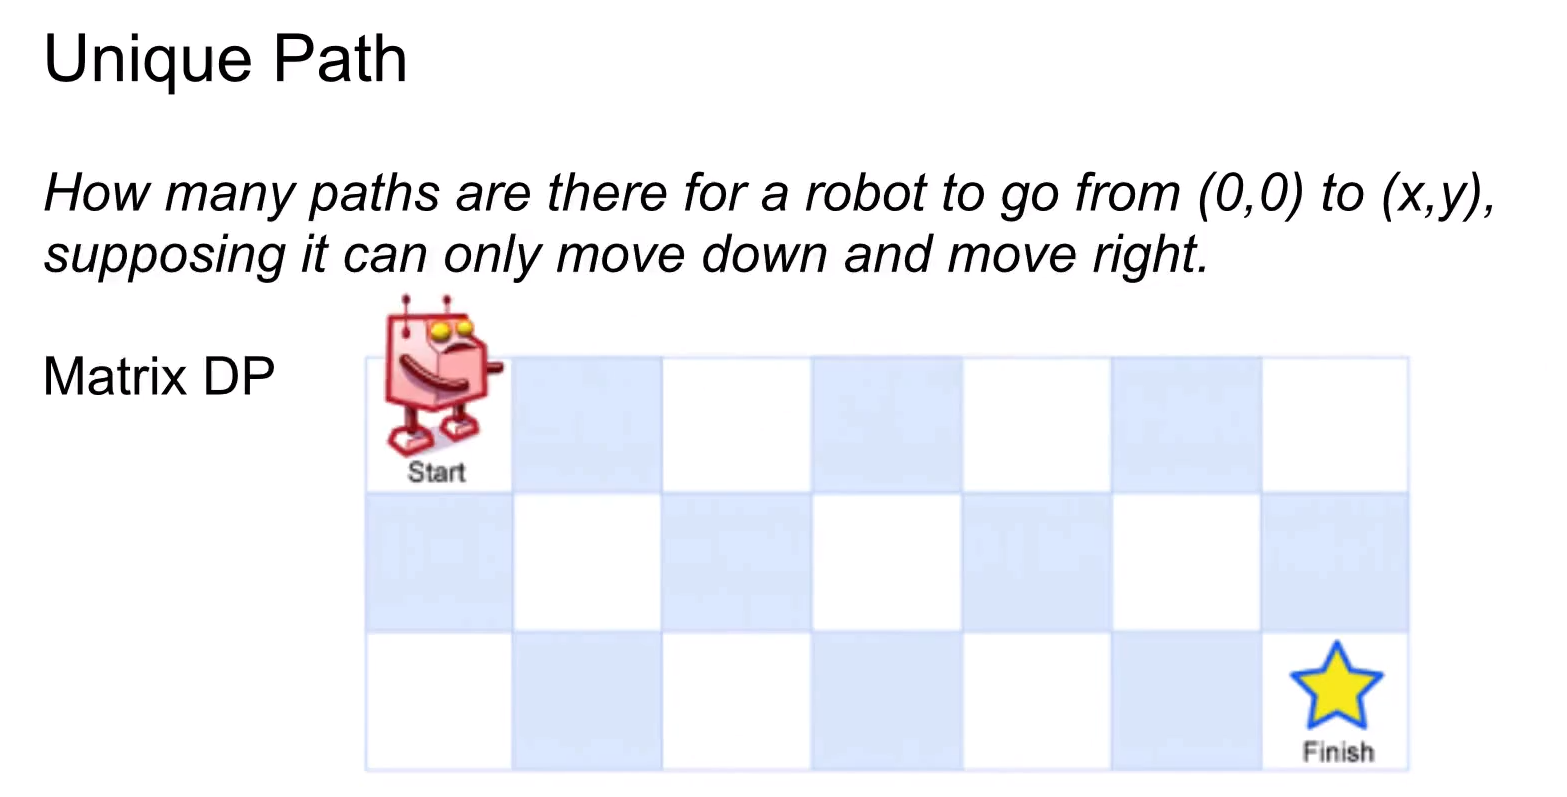 Unique Path
How many paths are there for a robot to go from (0,0) to (x,y),
supposing it can only move down and move right.
Matrix DP
Start
Finish